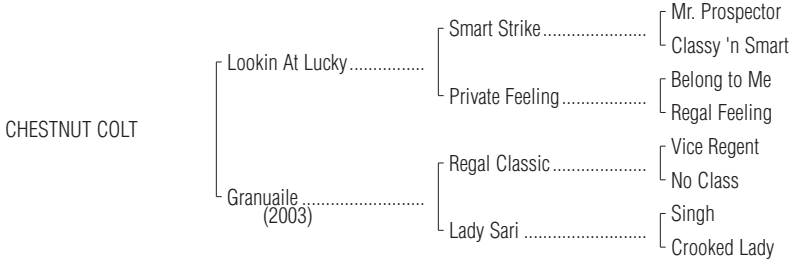 Mr. Prospector
Smart Strike......................
Classy 'n Smart
Lookin At Lucky................
Belong to Me
Private Feeling...................
Regal Feeling
CHESTNUT COLT
Vice Regent
Regal Classic.....................
No Class
Granuaile .........................
(2003)
Singh
Lady Sari .........................
Crooked Lady